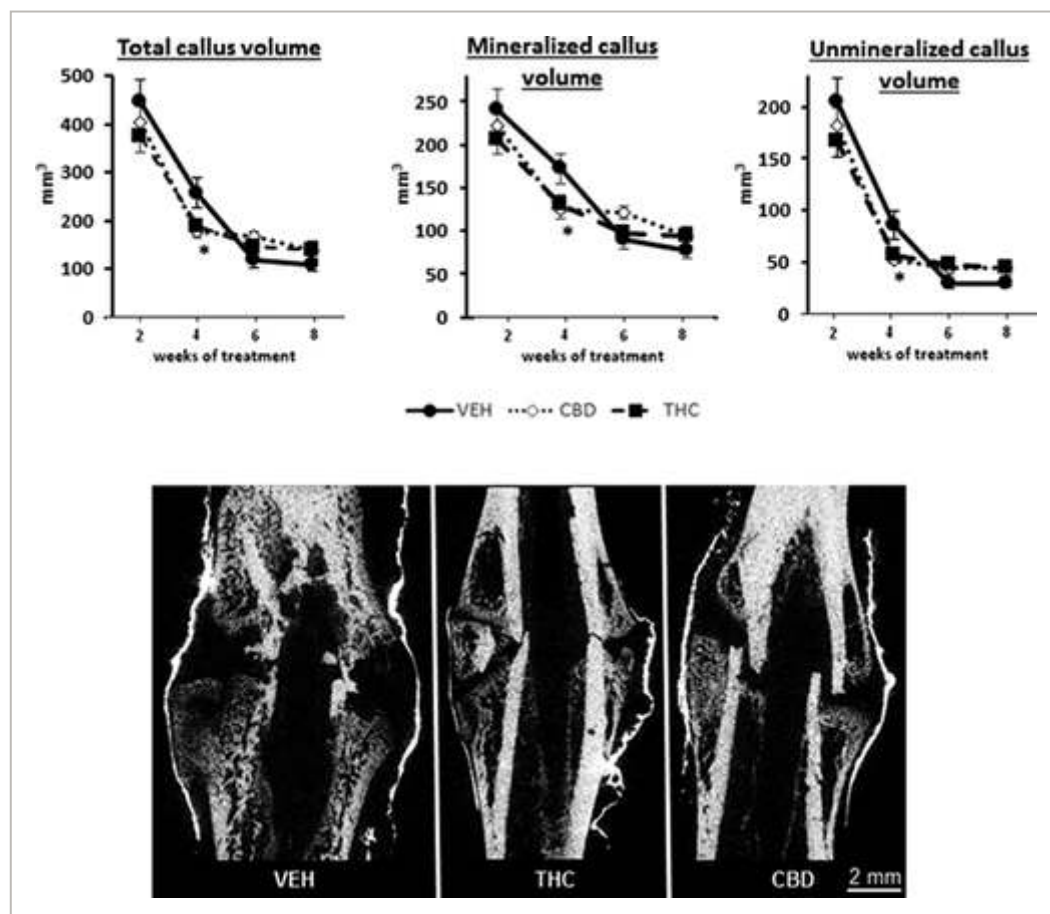 Total callus volume
500
400
300
200
100
0
mm³
2 4 6 8
weeks of treatment
*
Mineralized callus
volume
250
200
150
100
50
0
mm³
2 4 6 8
weeks of treatment
*
Unmineralized callus
volume
200
150
100
50
0
mm³
2 4 6 8
weeks of treatment
*
VEH CBD THC
VEH THC CBD 2 mm